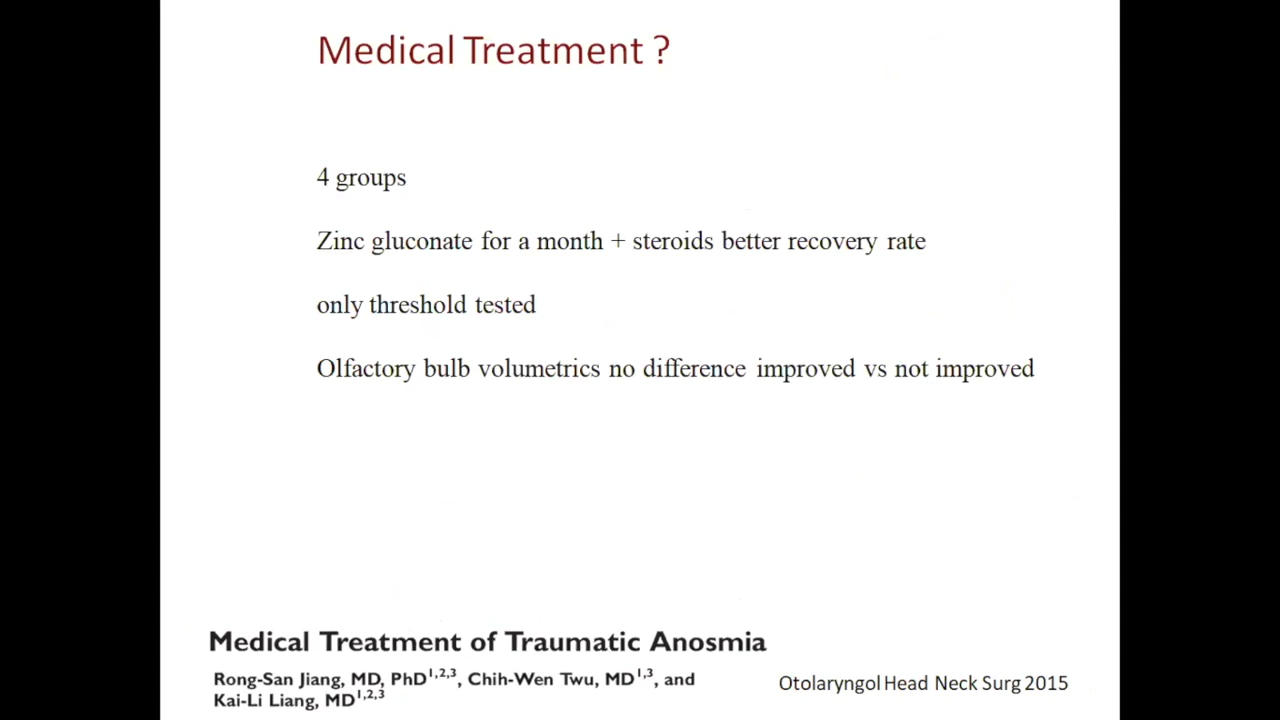 Medical Treatment ?
4 groups
Zinc gluconate for a month + steroids better recovery rate
only threshold tested
Olfactory bulb volumetrics no difference improved vs not improved
Medical Treatment of Traumatic Anosmia
Rong-San Jiang, MD, PhD1,2,3, Chih-Wen Twu, MD1,3, and
Kai-Li Liang, MD1,2,3
Otolaryngol Head Neck Surg 2015